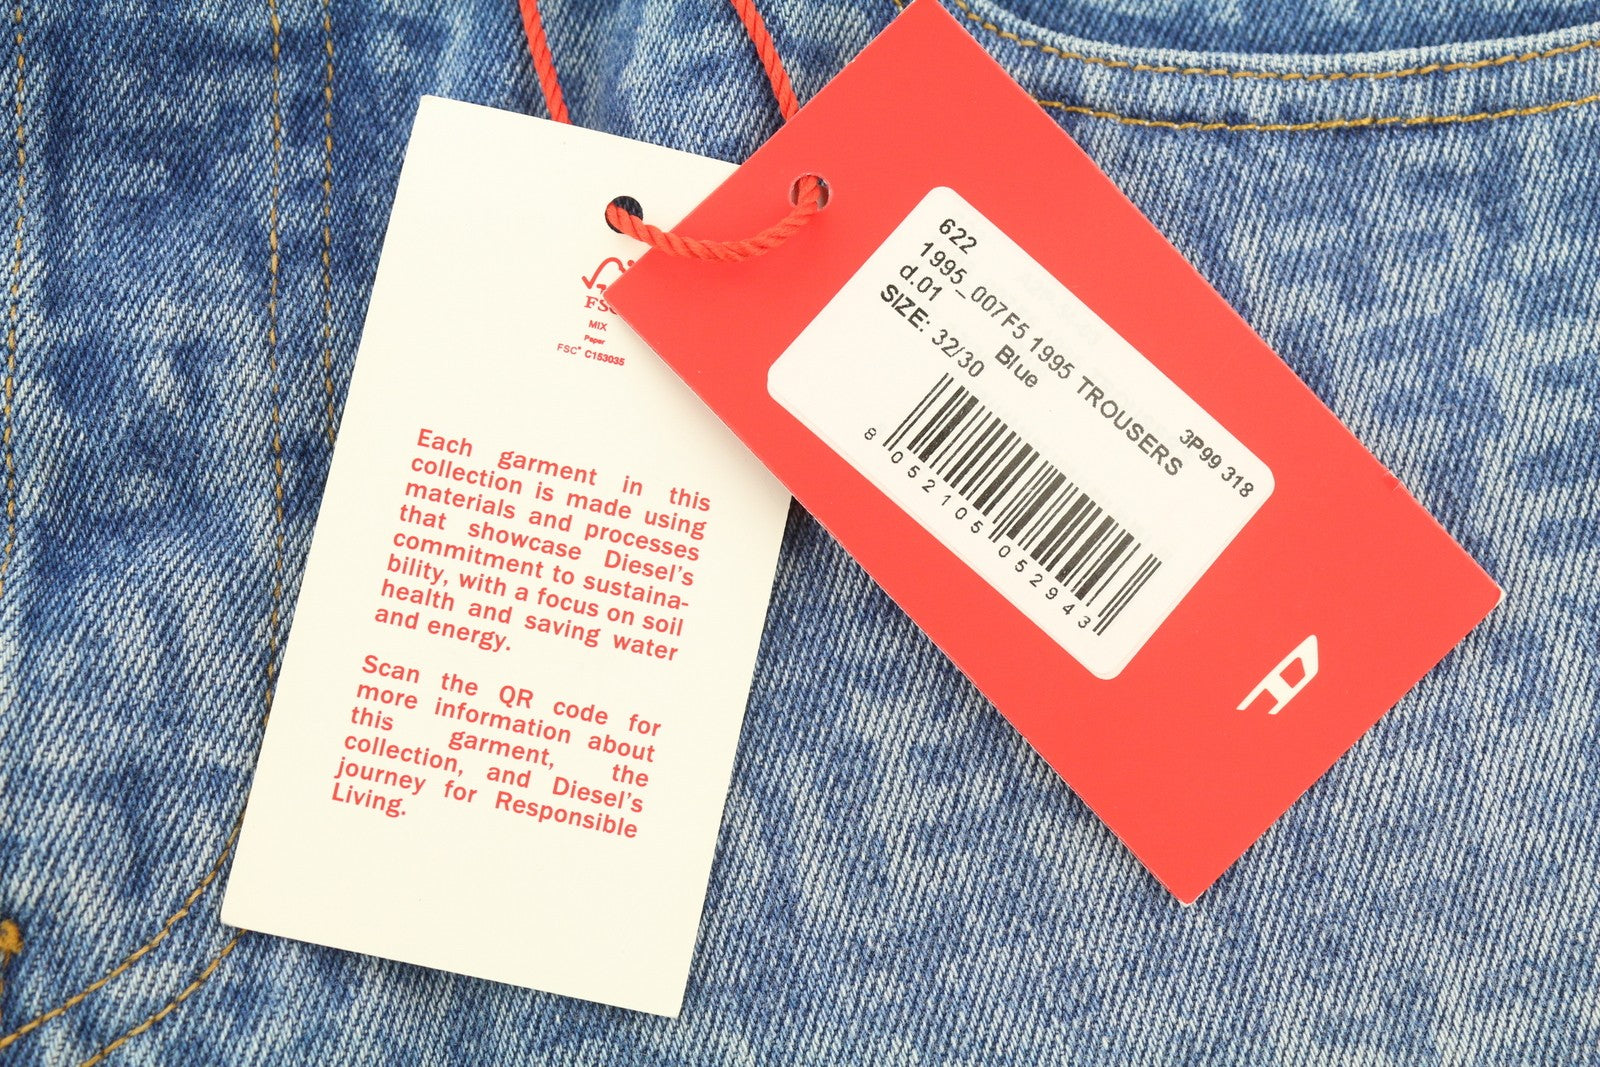 FSC
MIX
Paper
FSC® C153035
Each garment in this
collection is made using
materials and processes
that showcase Diesel's
commitment to sustaina-
bility, with a focus on soil
health and saving water
and energy.
Scan the QR code for
more information about
this garment, the
collection, and Diesel's
journey for Responsible
Living.
622
1995_007F5 1995 TROUSERS
d.01 Blue 3P99 318
SIZE: 32/30
8052105052943